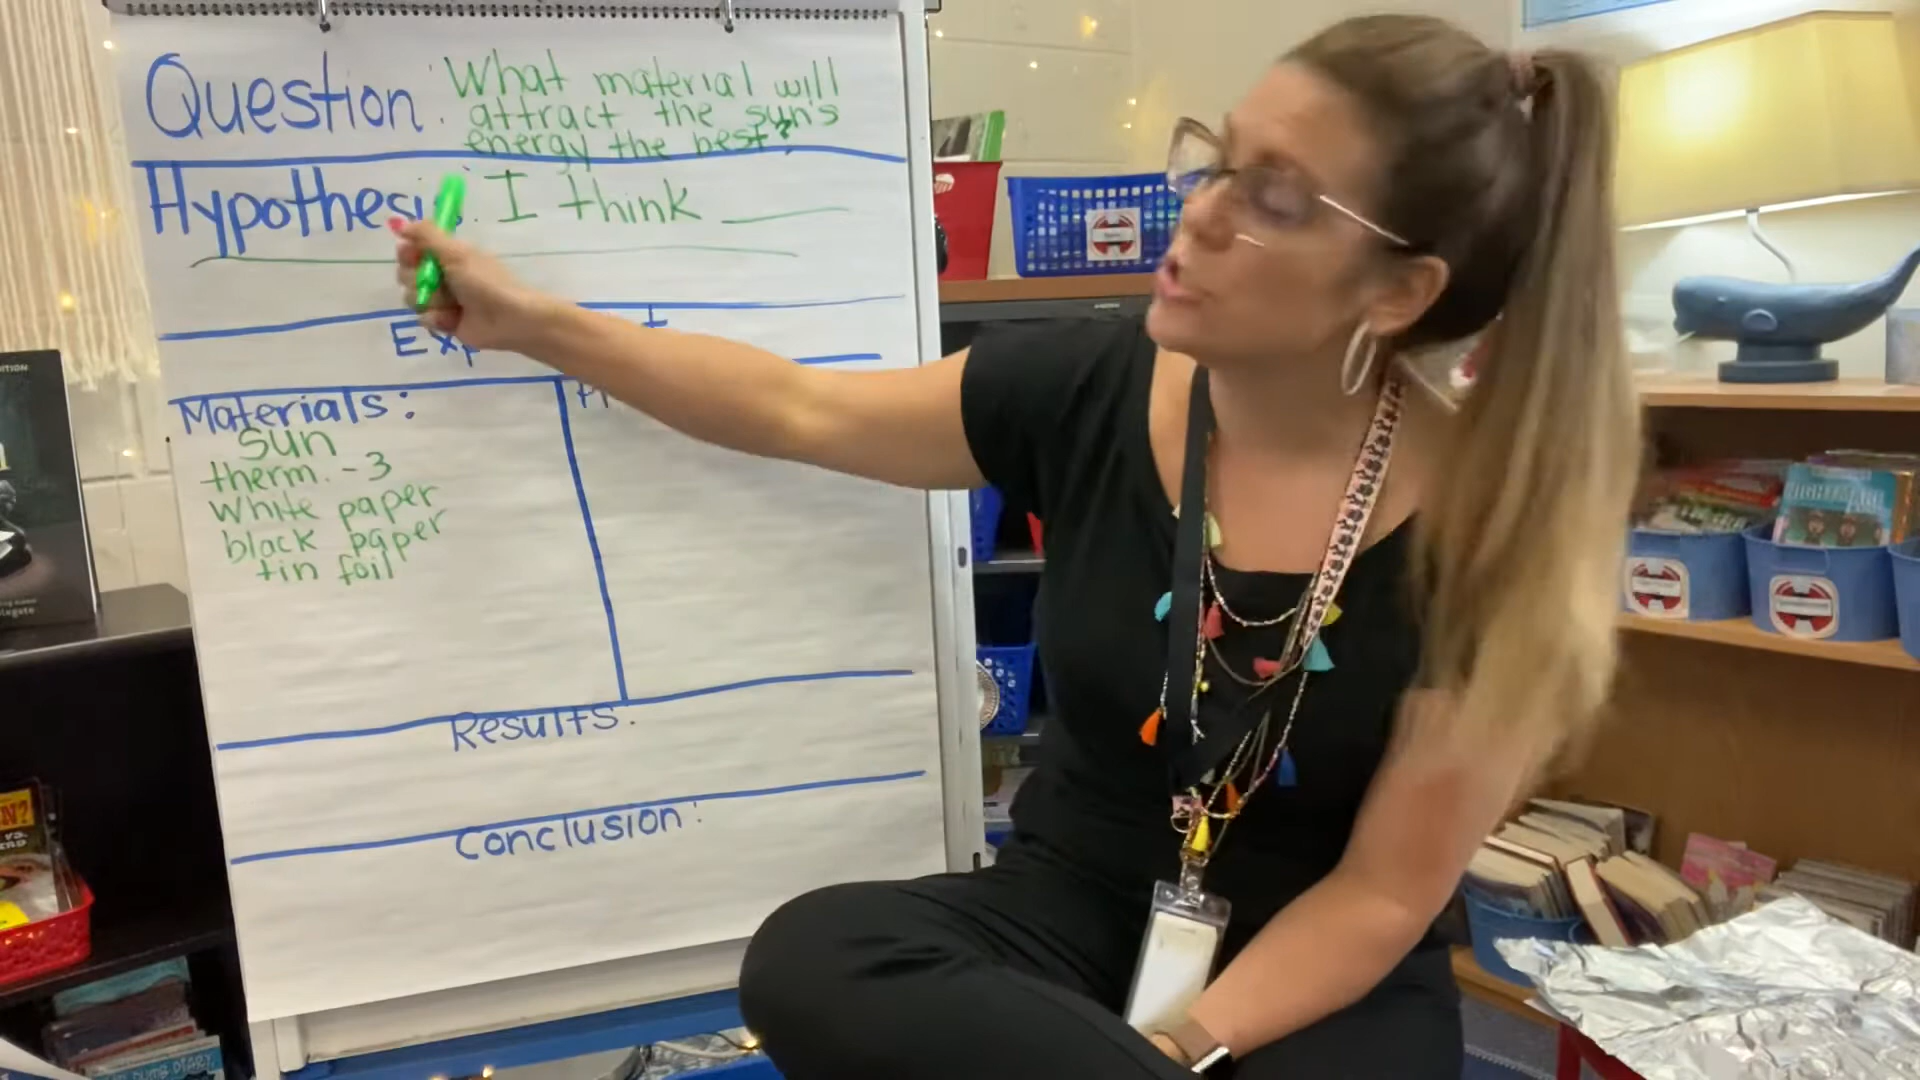 Question: What material will
attract the sun's
energy the best?
Hypothesis: I think
Materials:
sun
therm. - 3
white paper
black paper
tin foil
Results:
Conclusion: